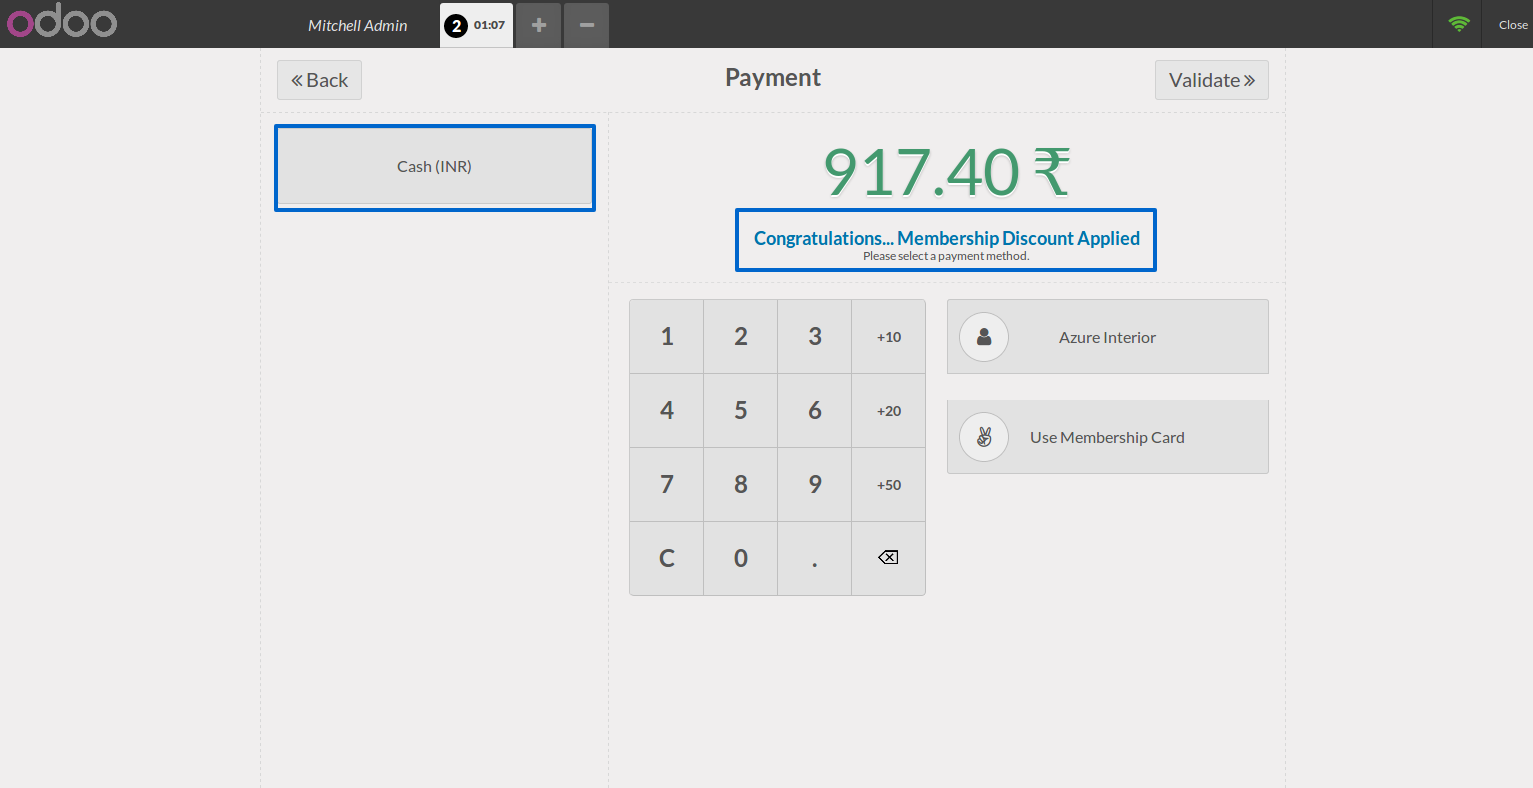 odoo
Mitchell Admin
2 01:07
Close
Back
Payment
Validate
Cash (INR)
917.40 ₹
Congratulations... Membership Discount Applied
Please select a payment method.
1 2 3 +10
4 5 6 +20
7 8 9 +50
C 0 .
Azure Interior
Use Membership Card